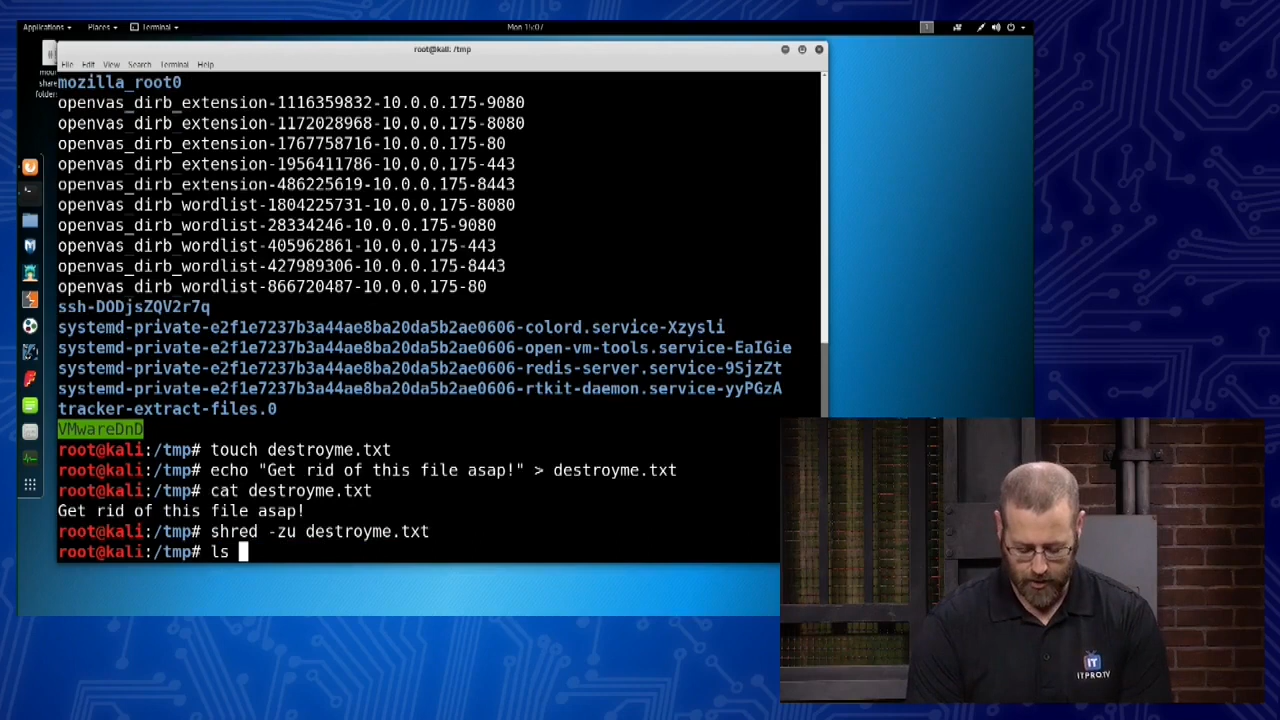 Applications Places Terminal Mon 15:07 1
root@kali: /tmp
File Edit View Search Terminal Help
mozilla_root0
openvas_dirb_extension-1116359832-10.0.0.175-9080
openvas_dirb_extension-1172028968-10.0.0.175-8080
openvas_dirb_extension-1767758716-10.0.0.175-80
openvas_dirb_extension-1956411786-10.0.0.175-443
openvas_dirb_extension-486225619-10.0.0.175-8443
openvas_dirb_wordlist-1804225731-10.0.0.175-8080
openvas_dirb_wordlist-28334246-10.0.0.175-9080
openvas_dirb_wordlist-405962861-10.0.0.175-443
openvas_dirb_wordlist-427989306-10.0.0.175-8443
openvas_dirb_wordlist-866720487-10.0.0.175-80
ssh-DODjsZQV2r7q
systemd-private-e2f1e7237b3a44ae8ba20da5b2ae0606-colord.service-Xzysli
systemd-private-e2f1e7237b3a44ae8ba20da5b2ae0606-open-vm-tools.service-EaIGie
systemd-private-e2f1e7237b3a44ae8ba20da5b2ae0606-redis-server.service-9SjzZt
systemd-private-e2f1e7237b3a44ae8ba20da5b2ae0606-rtkit-daemon.service-yyPGzA
tracker-extract-files.0
VMwareDnD
root@kali:/tmp# touch destroyme.txt
root@kali:/tmp# echo "Get rid of this file asap!" > destroyme.txt
root@kali:/tmp# cat destroyme.txt
Get rid of this file asap!
root@kali:/tmp# shred -zu destroyme.txt
root@kali:/tmp# ls
IT
ITPRO.TV